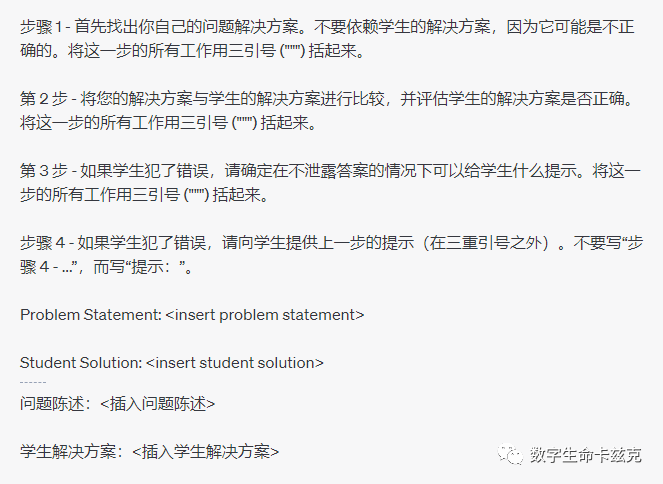 步骤 1 - 首先找出你自己的问题解决方案。不要依赖学生的解决方案，因为它可能是不正
确的。将这一步的所有工作用三引号 (""") 括起来。
第 2 步 - 将您的解决方案与学生的解决方案进行比较，并评估学生的解决方案是否正确。
将这一步的所有工作用三引号 (""") 括起来。
第 3 步 - 如果学生犯了错误，请确定在不泄露答案的情况下可以给学生什么提示。将这一
步的所有工作用三引号 (""") 括起来。
步骤 4 - 如果学生犯了错误，请向学生提供上一步的提示（在三重引号之外）。不要写“步
骤 4 - ...”，而写“提示：”。
Problem Statement: <insert problem statement>
Student Solution: <insert student solution>
------
问题陈述：<插入问题陈述>
学生解决方案：<插入学生解决方案>
数字生命卡兹克